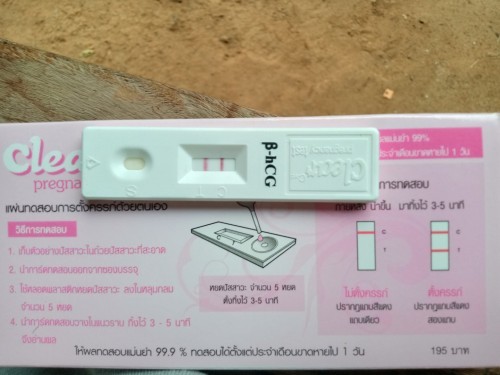 Clea
pregna
β-hCG
Clear
pregnancy test
S
C T
ผลแม่นยำ 99%
ประจำเดือนขาดหายไป 1 วัน
แผ่นทดสอบการตั้งครรภ์ด้วยตนเอง
วิธีการทดสอบ
1. เก็บตัวอย่างปัสสาวะในถ้วยปัสสาวะที่สะอาด
2. นำการ์ดทดสอบออกจากซองบรรจุ
3. ใช้หลอดพลาสติกหยดปัสสาวะ ลงในหลุมกลม
จำนวน 5 หยด
4. นำการ์ดทดสอบวางในแนวราบ ทิ้งไว้ 3 - 5 นาที
จึงอ่านผล
หยดปัสสาวะ จำนวน 5 หยด
ตั้งทิ้งไว้ 3-5 นาที
การทดสอบ
นาที่ 3-5 นาที
C
T
C
T
ไม่ตั้งครรภ์
ปรากฏแถบสีแดง
แถบเดียว
ตั้งครรภ์
ปรากฏแถบสีแดง
สองแถบ
ให้ผลทดสอบแม่นยำ 99.9 % ทดสอบได้ตั้งแต่ประจำเดือนขาดหายไป 1 วัน
195 บาท